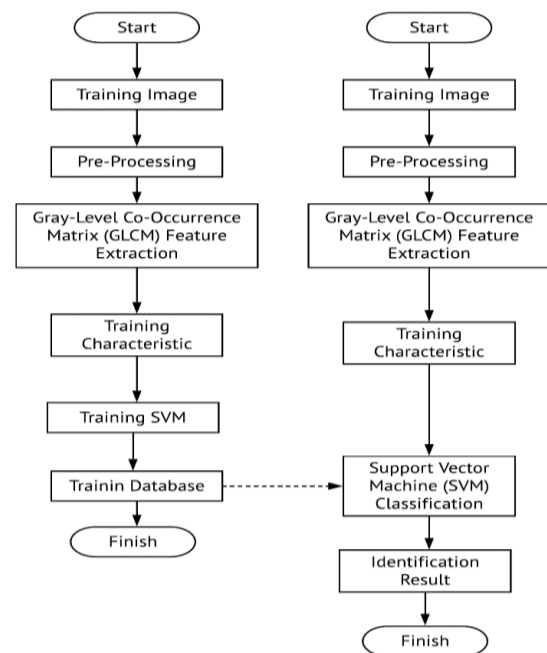 Start
Training Image
Pre-Processing
Gray-Level Co-Occurrence
Matrix (GLCM) Feature
Extraction
Training
Characteristic
Training SVM
Trainin Database
Finish
Start
Training Image
Pre-Processing
Gray-Level Co-Occurrence
Matrix (GLCM) Feature
Extraction
Training
Characteristic
Support Vector
Machine (SVM)
Classification
Identification
Result
Finish